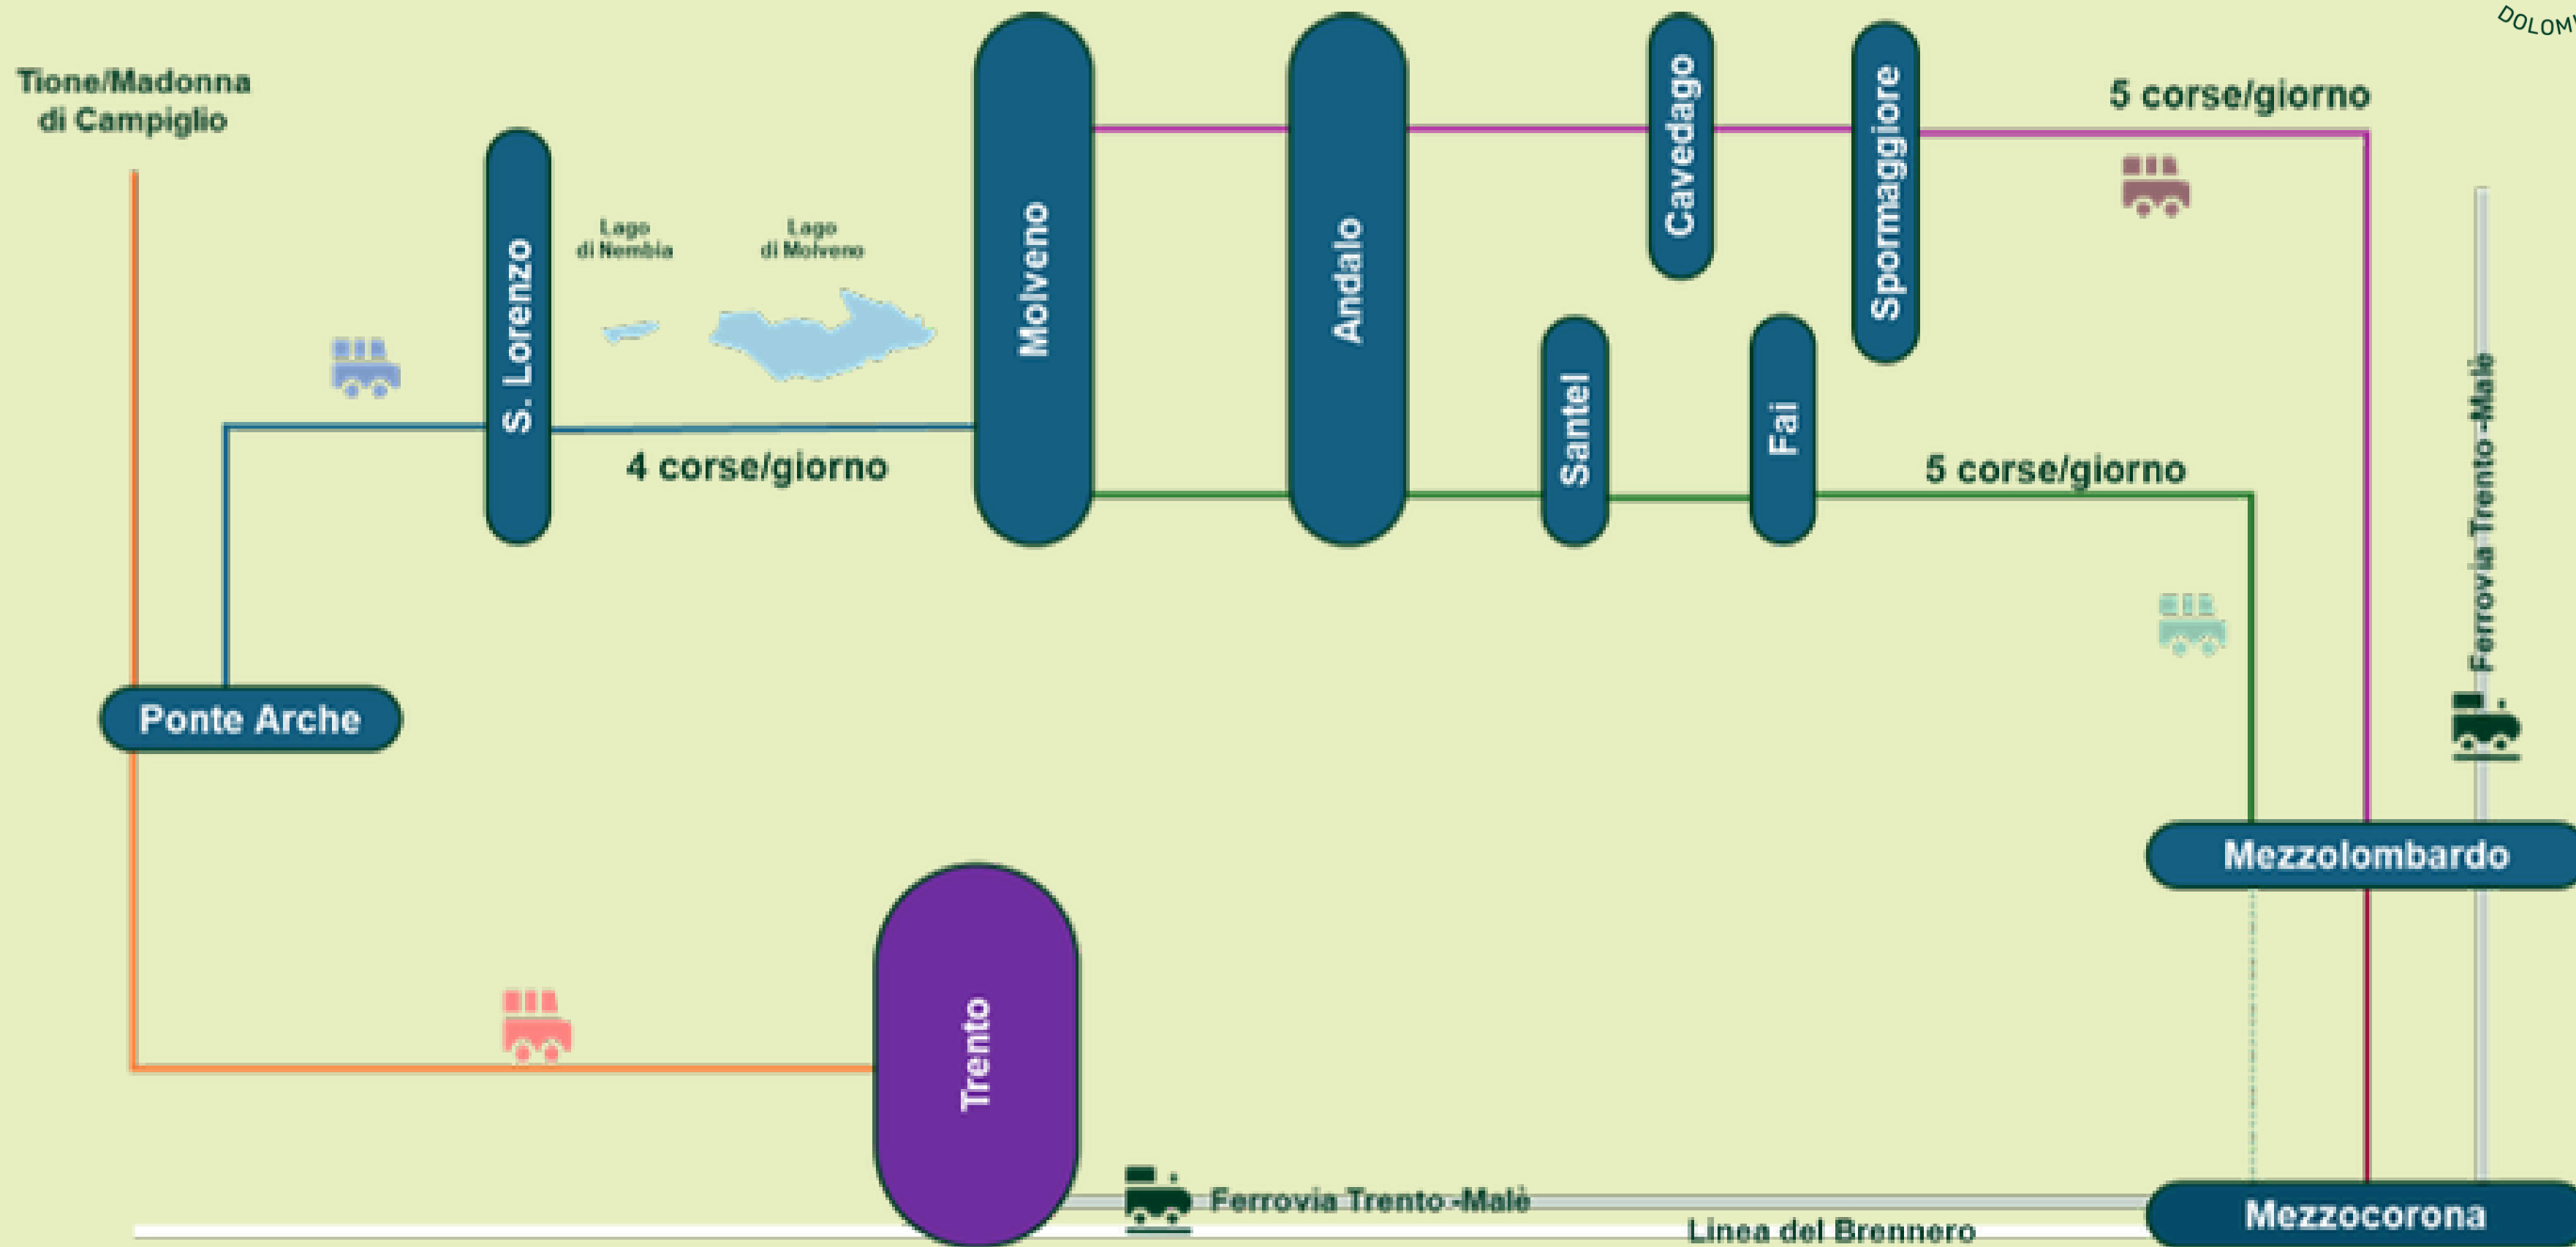 DOLOMI
Tione/Madonna
di Campiglio
5 corse/giorno
S. Lorenzo
Lago
di Nembia
Lago
di Molveno
Molveno
Andalo
Cavedago
Spormaggiore
Santel
Fai
4 corse/giorno
5 corse/giorno
Ferrovia Trento-Malè
Ponte Arche
Mezzolombardo
Trento
Ferrovia Trento-Malè
Linea del Brennero
Mezzocorona